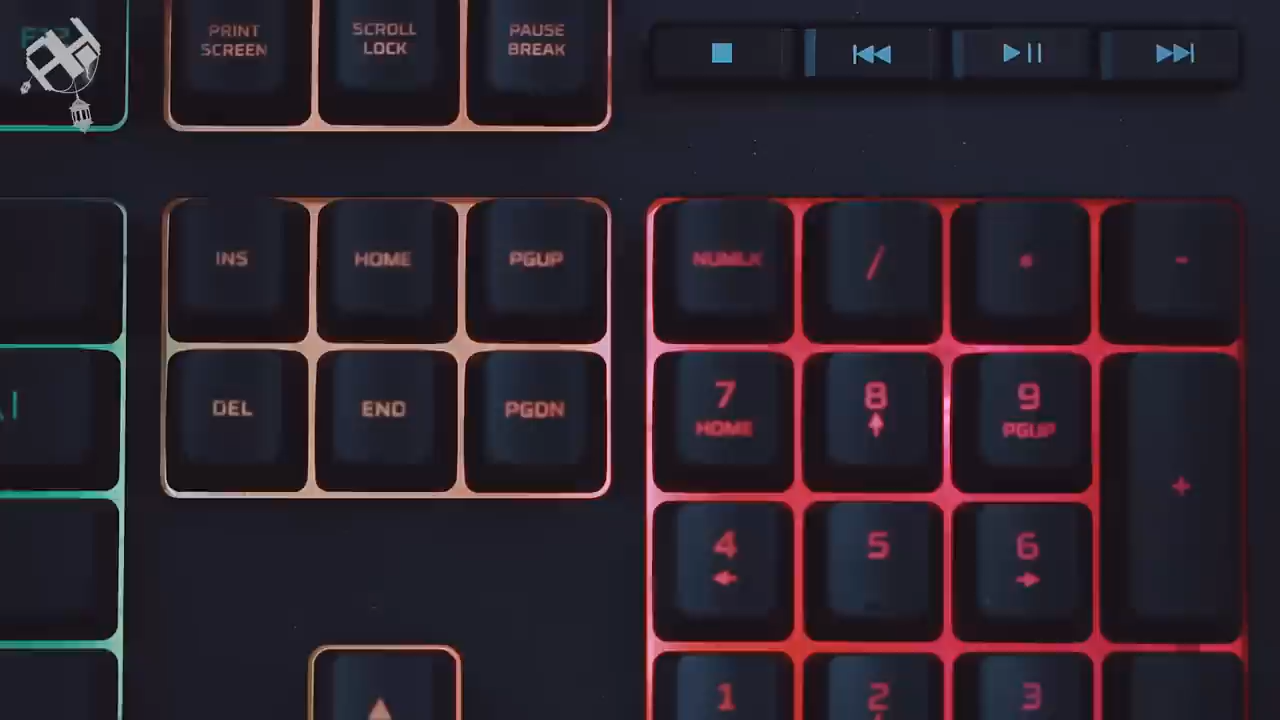 PRINT
SCREEN
SCROLL
LOCK
PAUSE
BREAK
INS
HOME
PGUP
NUMLK
/
*
-
DEL
END
PGDN
7
HOME
8
9
PGUP
+
4
5
6
1
2
3